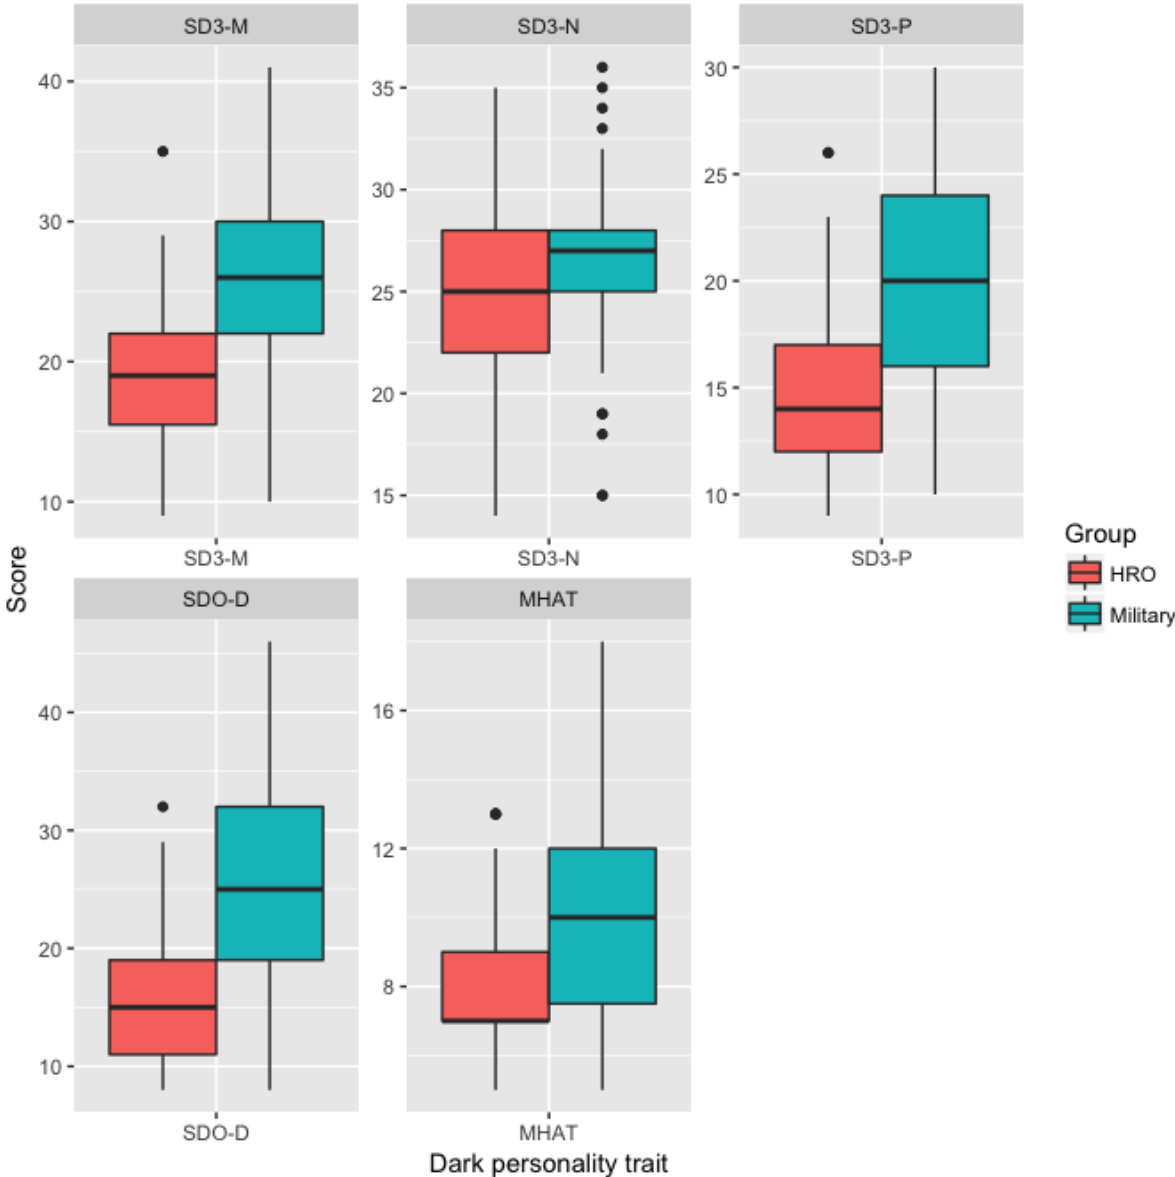 SD3-M
SD3-N
SD3-P
40
30
20
10
35
30
25
20
15
30
25
20
15
10
SD3-M
SD3-N
SD3-P
Score
Group
HRO
Military
SDO-D
MHAT
40
30
20
10
16
12
8
SDO-D
MHAT
Dark personality trait